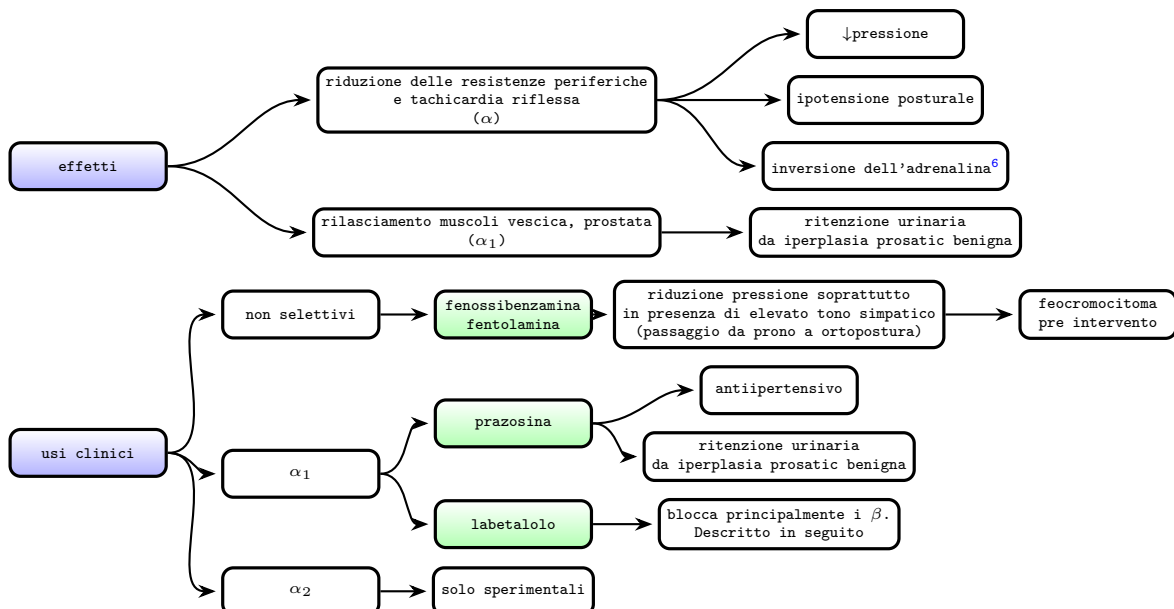 ↓pressione
riduzione delle resistenze periferiche
e tachicardia riflessa
(α)
ipotensione posturale
effetti
inversione dell'adrenalina⁶
rilasciamento muscoli vescica, prostata
(α₁)
ritenzione urinaria
da iperplasia prosatic benigna
non selettivi
fenossibenzamina
fentolamina
riduzione pressione soprattutto
in presenza di elevato tono simpatico
(passaggio da prono a ortopostura)
feocromocitoma
pre intervento
antiipertensivo
prazosina
usi clinici
ritenzione urinaria
da iperplasia prosatic benigna
α₁
labetalolo
blocca principalmente i β.
Descritto in seguito
α₂
solo sperimentali